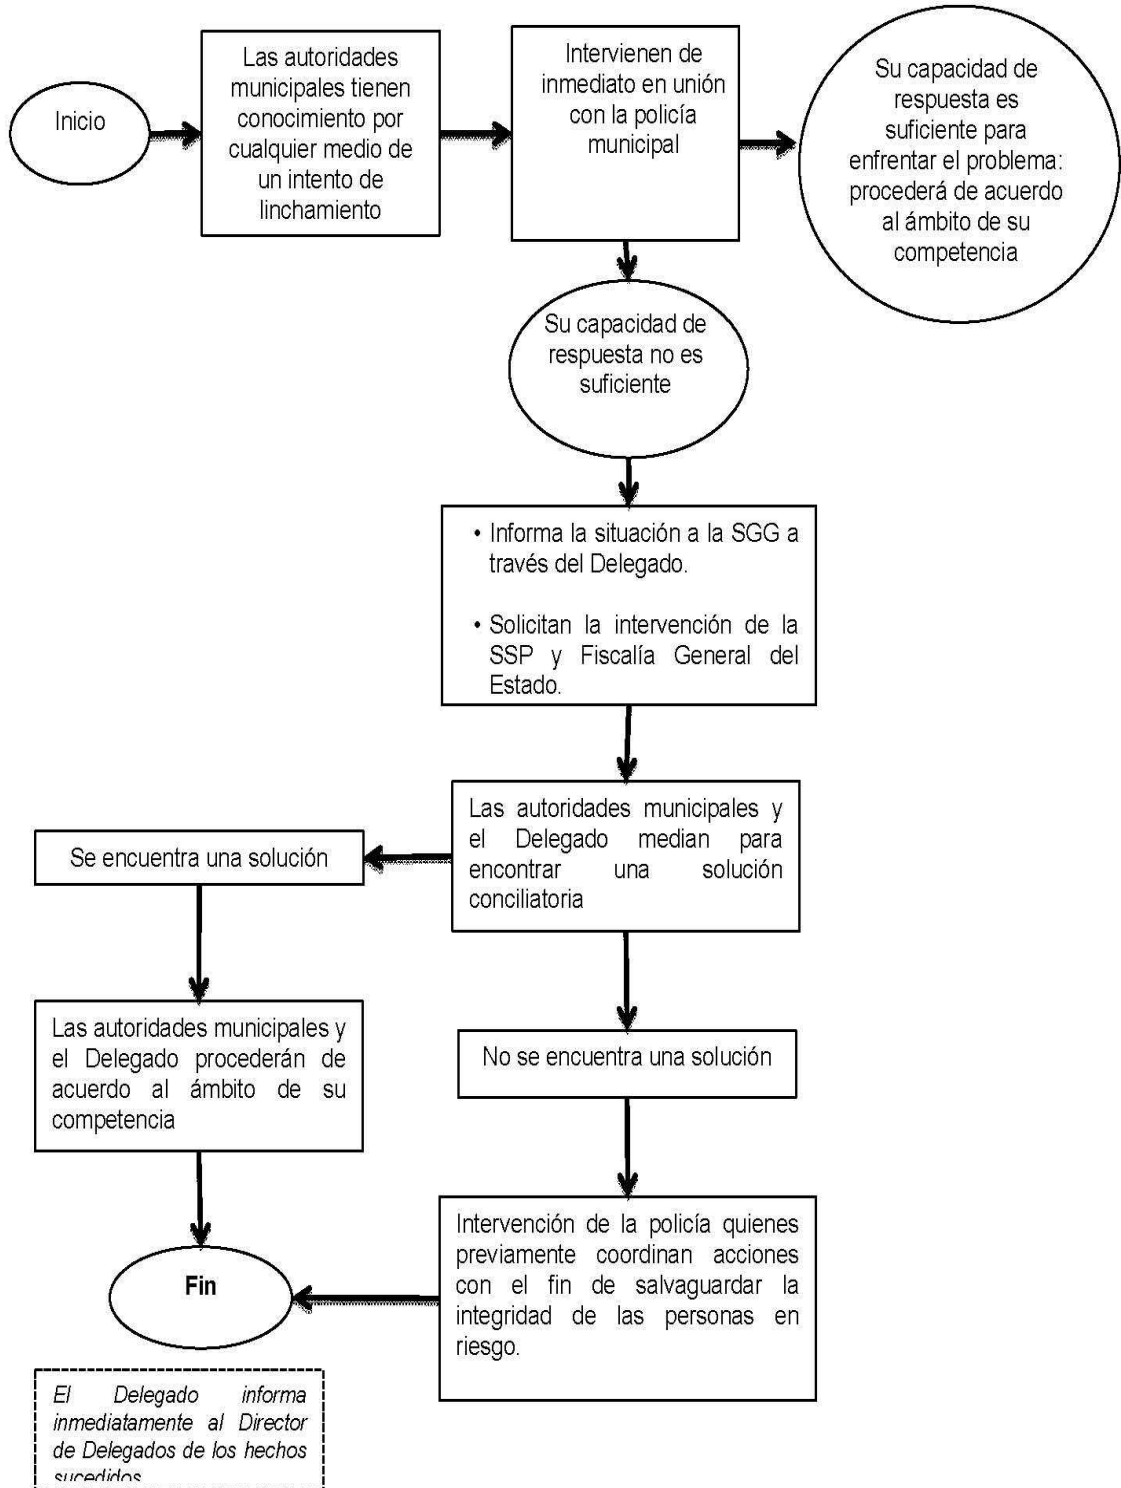 Inicio
Las autoridades
municipales tienen
conocimiento por
cualquier medio de
un intento de
linchamiento
Intervienen de
inmediato en unión
con la policía
municipal
Su capacidad de
respuesta es
suficiente para
enfrentar el problema:
procederá de acuerdo
al ámbito de su
competencia
Su capacidad de
respuesta no es
suficiente
• Informa la situación a la SGG a
través del Delegado.
• Solicitan la intervención de la
SSP y Fiscalía General del
Estado.
Las autoridades municipales y
el Delegado median para
encontrar una solución
conciliatoria
Se encuentra una solución
Las autoridades municipales y
el Delegado procederán de
acuerdo al ámbito de su
competencia
No se encuentra una solución
Intervención de la policía quienes
previamente coordinan acciones
con el fin de salvaguardar la
integridad de las personas en
riesgo.
Fin
El Delegado informa
inmediatamente al Director
de Delegados de los hechos
sucedidos